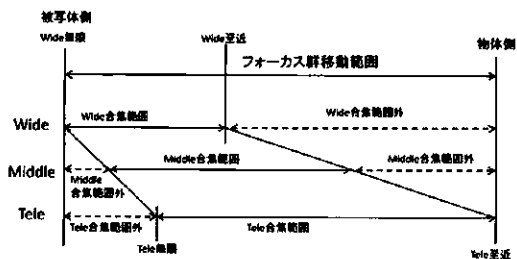 被写体側
Wide無限
Wide至近
物体側
フォーカス群移動範囲
Wide合焦範囲
Wide合焦範囲外
Wide
Middle合焦範囲
Middle合焦範囲外
Middle
Middle
合焦範囲外
Tele
Tele合焦範囲外
Tele合焦範囲
Tele無限
Tele至近